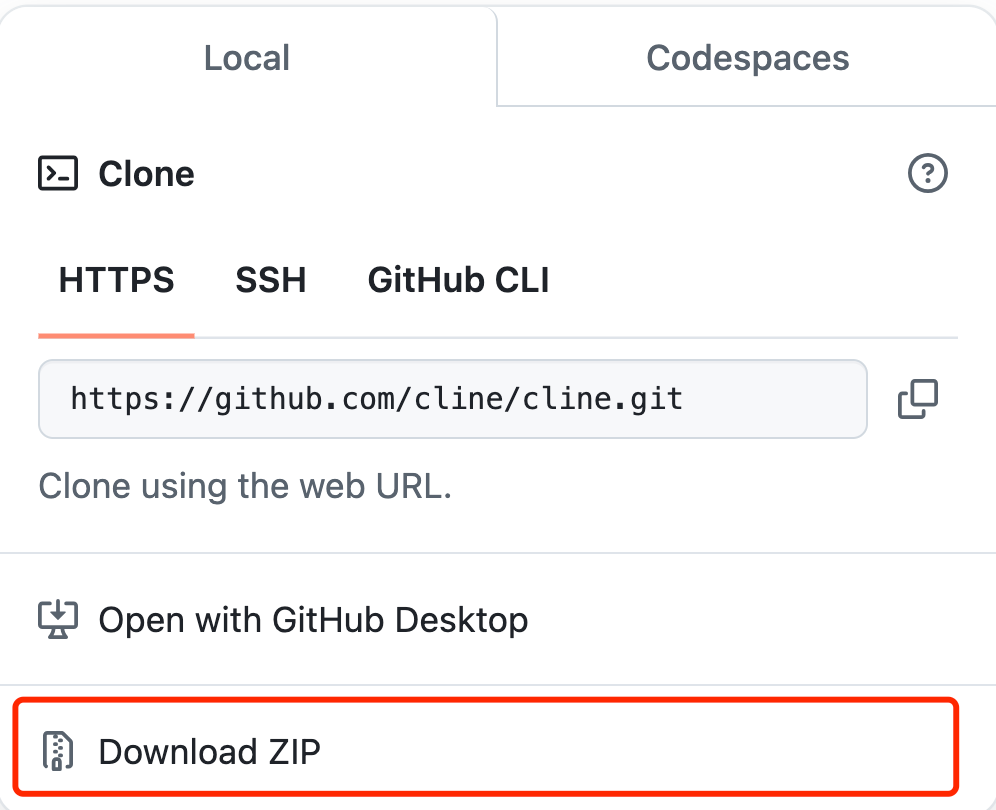 Local Codespaces
Clone
HTTPS SSH GitHub CLI
https://github.com/cline/cline.git
Clone using the web URL.
Open with GitHub Desktop
Download ZIP